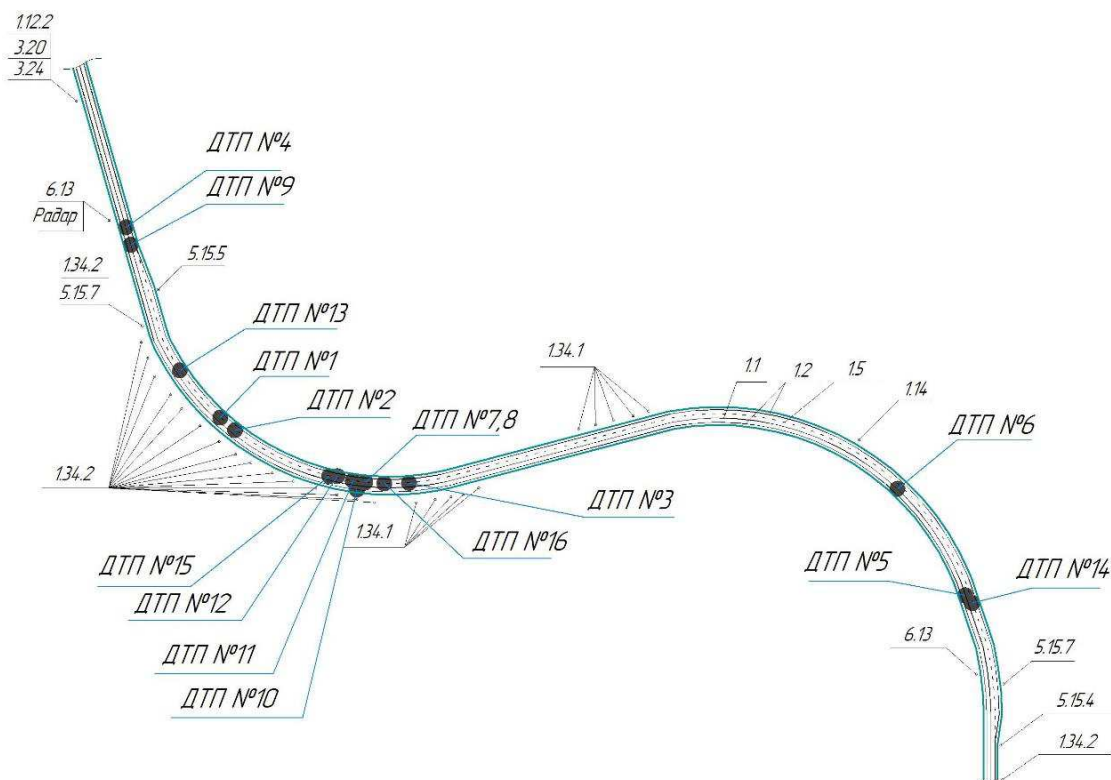 1.12.2
3.20
3.24
ДТП №4
ДТП №9
6.13
Радар
5.15.5
1.34.2
5.15.7
ДТП №13
ДТП №1
ДТП №2
ДТП №7,8
1.34.1
1.1
1.2
1.5
1.14
ДТП №6
1.34.2
ДТП №3
1.34.1
ДТП №16
ДТП №15
ДТП №12
ДТП №11
ДТП №10
ДТП №5
ДТП №14
6.13
5.15.7
5.15.4
1.34.2